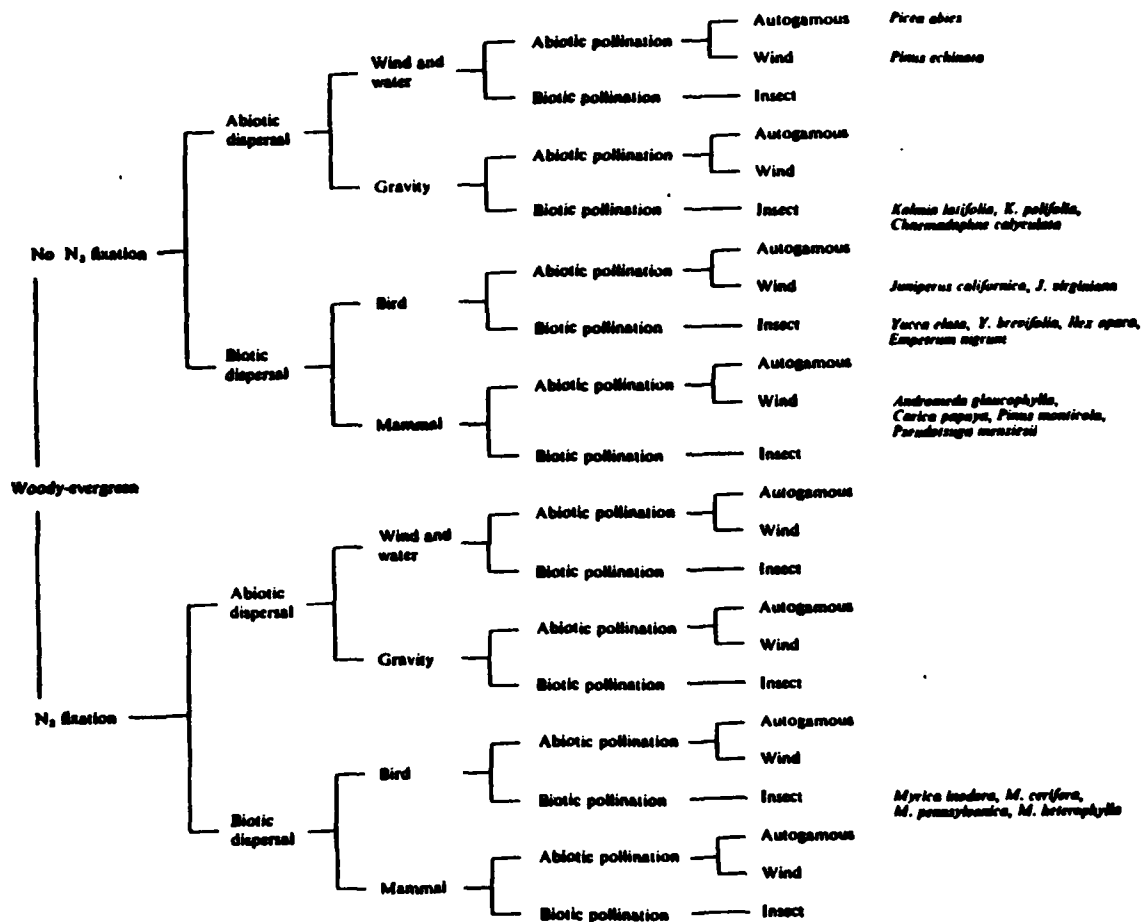 Autogamous Picea abies
Abiotic pollination
Wind and
water
Wind Pinus echinata
Biotic pollination Insect
Abiotic
dispersal
Autogamous
Abiotic pollination
Wind
Gravity
Biotic pollination Insect Kalmia latifolia, K. polifolia,
Chaemadaphne calyculata
No N₂ fixation
Autogamous
Abiotic pollination
Wind Juniperus californica, J. virginiana
Bird
Biotic pollination Insect Yucca elata, Y. brevifolia, Ilex opaca,
Empetrum nigrum
Biotic
dispersal
Autogamous
Abiotic pollination
Wind Andromeda glaucophylla,
Carica papaya, Pinus monticola,
Pseudotsuga menziesii
Mammal
Biotic pollination Insect
Woody-evergreen
Autogamous
Abiotic pollination
Wind
Wind and
water
Biotic pollination Insect
Abiotic
dispersal
Autogamous
Abiotic pollination
Wind
Gravity
Biotic pollination Insect
N₂ fixation
Autogamous
Abiotic pollination
Wind
Bird
Biotic pollination Insect Myrica inodora, M. cerifera,
M. pensylvanica, M. heterophylla
Biotic
dispersal
Autogamous
Abiotic pollination
Wind
Mammal
Biotic pollination Insect